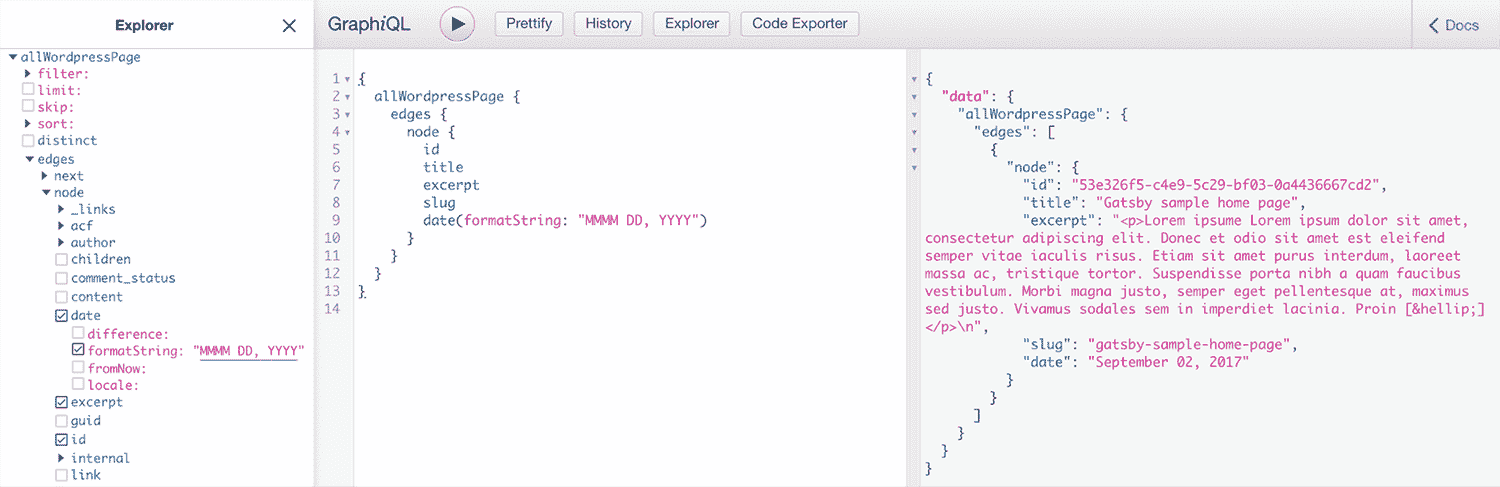 Explorer
allWordpressPage
filter:
limit:
skip:
sort:
distinct
edges
next
node
_links
acf
author
children
comment_status
content
date
difference:
formatString: "MMMM DD, YYYY"
fromNow:
locale:
excerpt
guid
id
internal
link
GraphiQL Prettify History Explorer Code Exporter Docs
1 {
2 allWordpressPage {
3 edges {
4 node {
5 id
6 title
7 excerpt
8 slug
9 date(formatString: "MMMM DD, YYYY")
10 }
11 }
12 }
13 }
14
{
"data": {
"allWordpressPage": {
"edges": [
{
"node": {
"id": "53e326f5-c4e9-5c29-bf03-0a4436667cd2",
"title": "Gatsby sample home page",
"excerpt": "<p>Lorem ipsume Lorem ipsum dolor sit amet,
consectetur adipiscing elit. Donec et odio sit amet est eleifend
semper vitae iaculis risus. Etiam sit amet purus interdum, laoreet
massa ac, tristique tortor. Suspendisse porta nibh a quam faucibus
vestibulum. Morbi magna justo, semper eget pellentesque at, maximus
sed justo. Vivamus sodales sem in imperdiet lacinia. Proin [&hellip;]
</p>\n",
"slug": "gatsby-sample-home-page",
"date": "September 02, 2017"
}
}
]
}
}
}